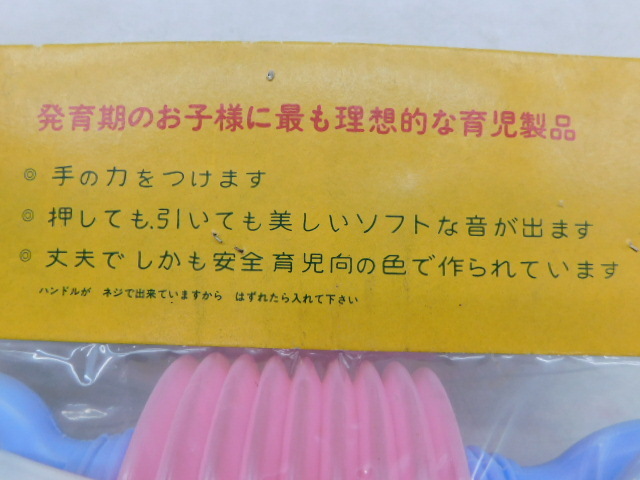 発育期のお子様に最も理想的な育児製品
◎ 手の力をつけます
◎ 押しても、引いても美しいソフトな音が出ます
◎ 丈夫でしかも安全育児向の色で作られています
ハンドルが ネジで出来ていますから はずれたら入れて下さい